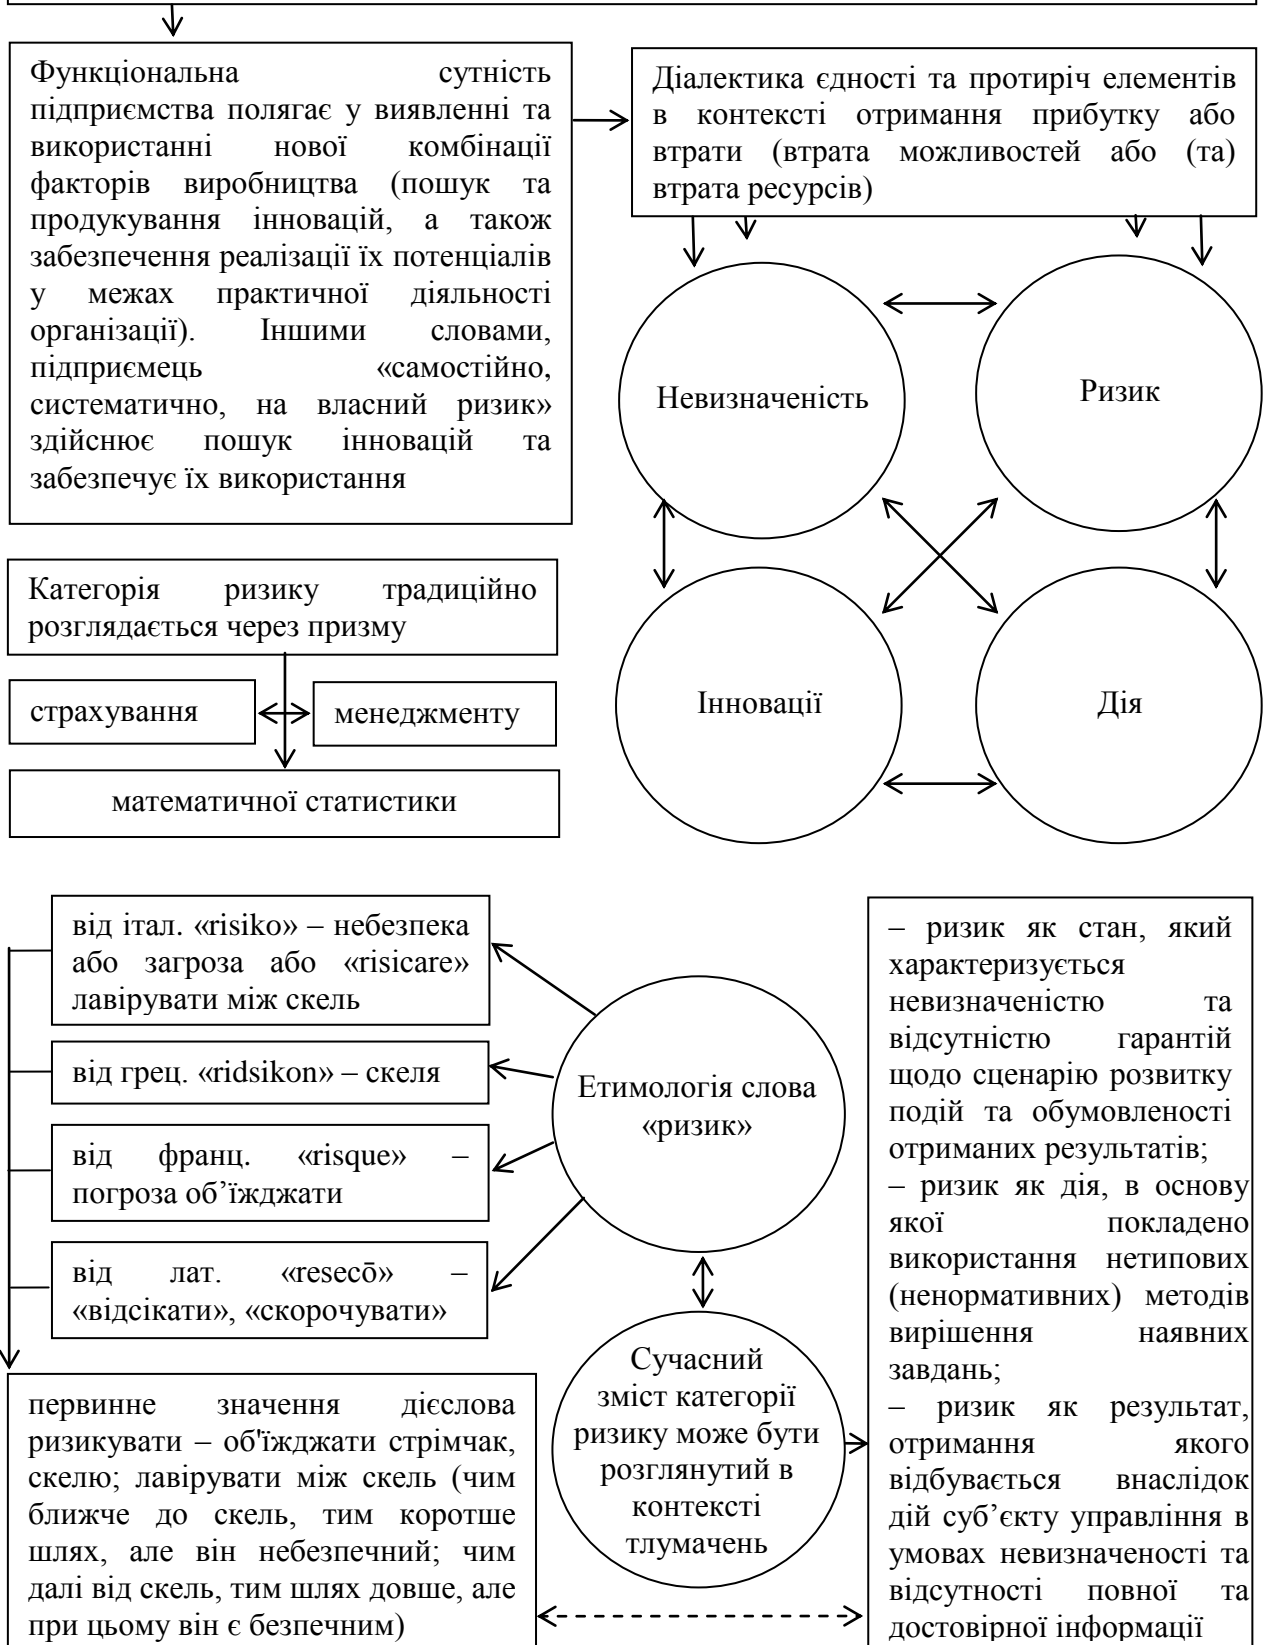 Функціональна сутність
підприємства полягає у виявленні та
використанні нової комбінації
факторів виробництва (пошук та
продукування інновацій, а також
забезпечення реалізації їх потенціалів
у межах практичної діяльності
організації). Іншими словами,
підприємець «самостійно,
систематично, на власний ризик»
здійснює пошук інновацій та
забезпечує їх використання
Діалектика єдності та протиріч елементів
в контексті отримання прибутку або
втрати (втрата можливостей або (та)
втрата ресурсів)
Невизначеність
Ризик
Інновації
Дія
Категорія ризику традиційно
розглядається через призму
страхування
менеджменту
математичної статистики
від італ. «risiko» – небезпека
або загроза або «risicare»
лавірувати між скель
від грец. «ridsikon» – скеля
від франц. «risque» –
погроза об’їжджати
від лат. «resecō» –
«відсікати», «скорочувати»
Етимологія слова
«ризик»
Сучасний
зміст категорії
ризику може бути
розглянутий в
контексті
тлумачень
– ризик як стан, який
характеризується
невизначеністю та
відсутністю гарантій
щодо сценарію розвитку
подій та обумовленості
отриманих результатів;
– ризик як дія, в основу
якої покладено
використання нетипових
(ненормативних) методів
вирішення наявних
завдань;
– ризик як результат,
отримання якого
відбувається внаслідок
дій суб’єкту управління в
умовах невизначеності та
відсутності повної та
достовірної інформації
первинне значення дієслова
ризикувати – об'їжджати стрімчак,
скелю; лавірувати між скель (чим
ближче до скель, тим коротше
шлях, але він небезпечний; чим
далі від скель, тим шлях довше, але
при цьому він є безпечним)